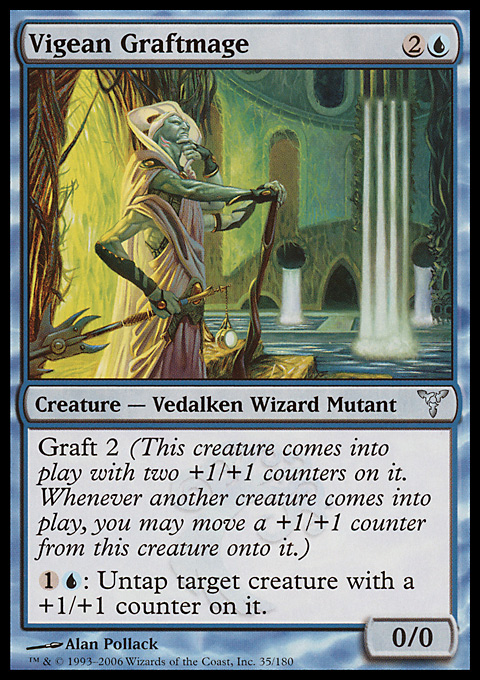 Vigean Graftmage 2
Creature — Vedalken Wizard Mutant
Graft 2 (This creature comes into
play with two +1/+1 counters on it.
Whenever another creature comes into
play, you may move a +1/+1 counter
from this creature onto it.)
1: Untap target creature with a
+1/+1 counter on it.
Alan Pollack
0/0
™ & © 1993–2006 Wizards of the Coast, Inc. 35/180